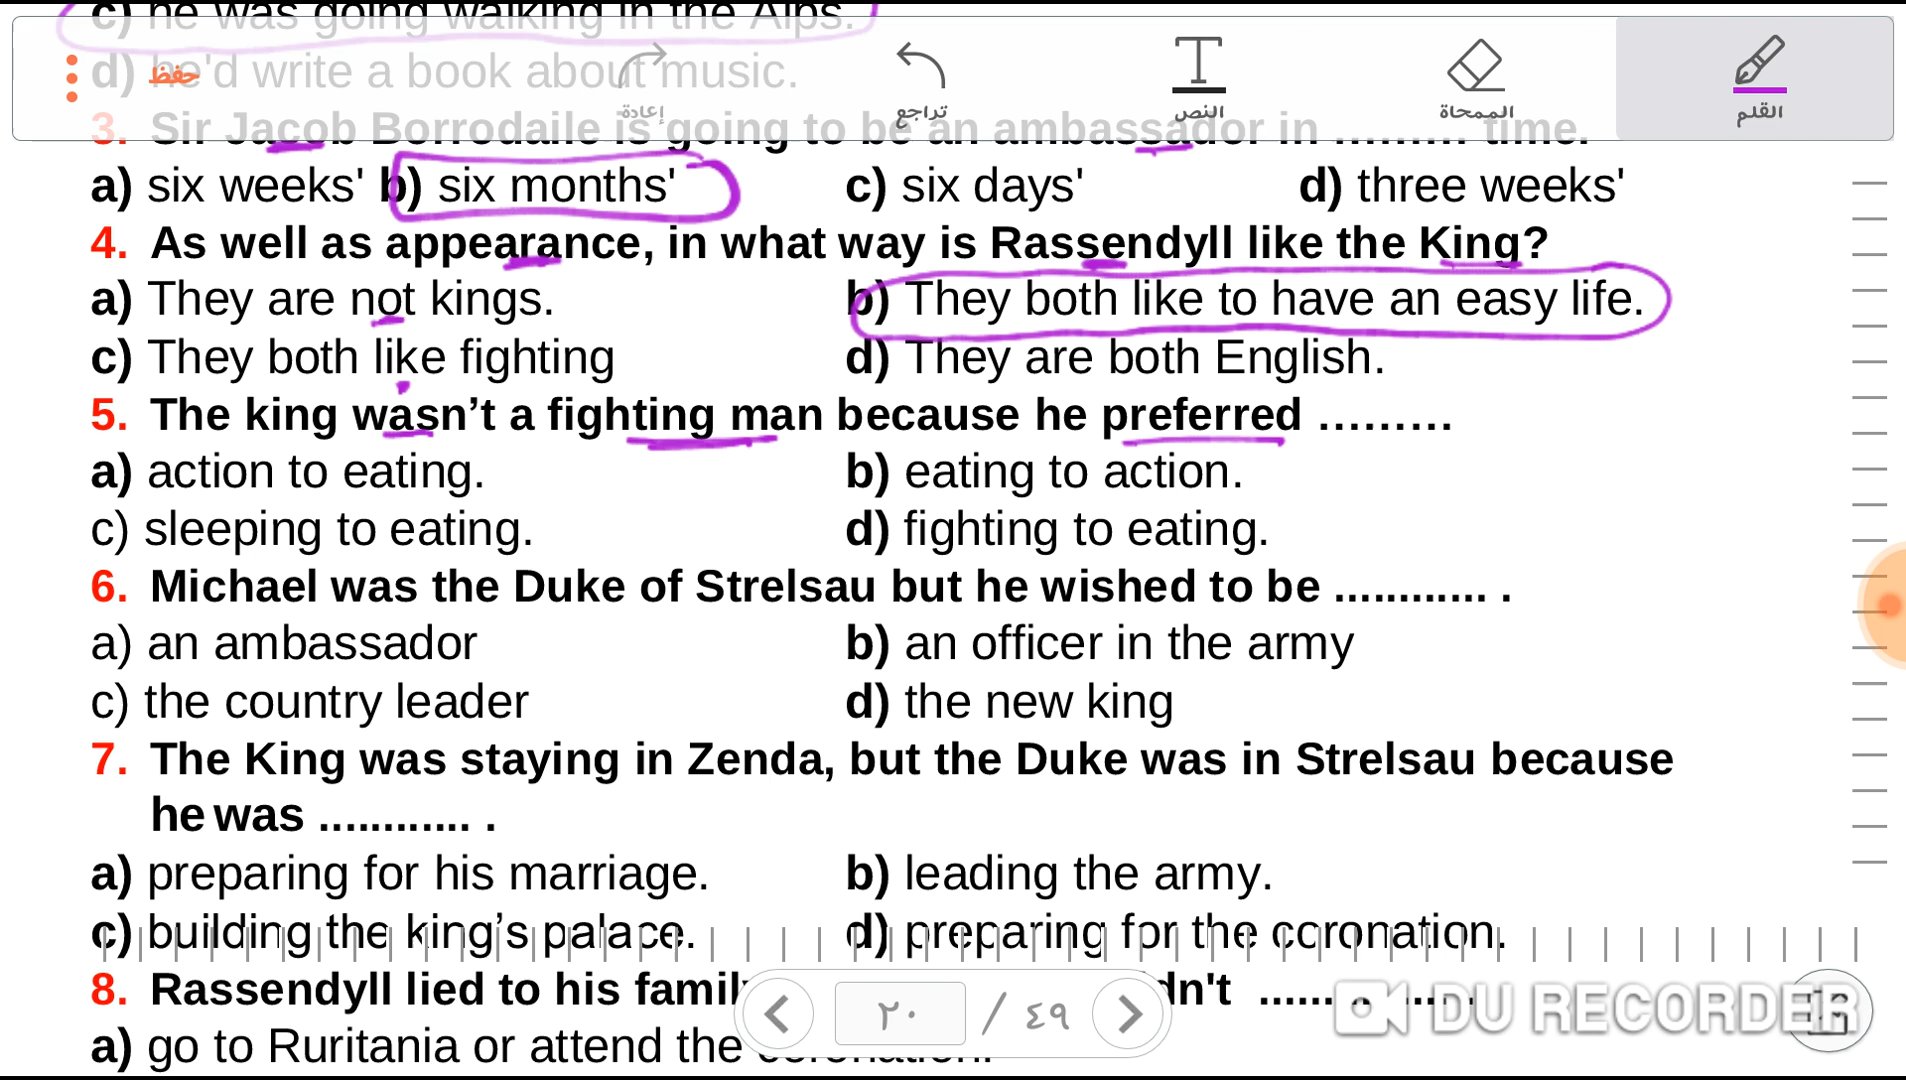 c) he was going walking in the Alps.
d) he'd write a book about music.
حفظ
إعادة
تراجع
النص
الممحاة
القلم
3. Sir Jacob Borrodaile is going to be an ambassador in ......... time.
a) six weeks' b) six months' c) six days' d) three weeks'
4. As well as appearance, in what way is Rassendyll like the King?
a) They are not kings. b) They both like to have an easy life.
c) They both like fighting d) They are both English.
5. The king wasn’t a fighting man because he preferred .........
a) action to eating. b) eating to action.
c) sleeping to eating. d) fighting to eating.
6. Michael was the Duke of Strelsau but he wished to be ............ .
a) an ambassador b) an officer in the army
c) the country leader d) the new king
7. The King was staying in Zenda, but the Duke was in Strelsau because
he was ............ .
a) preparing for his marriage. b) leading the army.
c) building the king’s palace. d) preparing for the coronation.
8. Rassendyll lied to his family
٢٠ / ٤٩
DU RECORDER
a) go to Ruritania or attend the coronation.